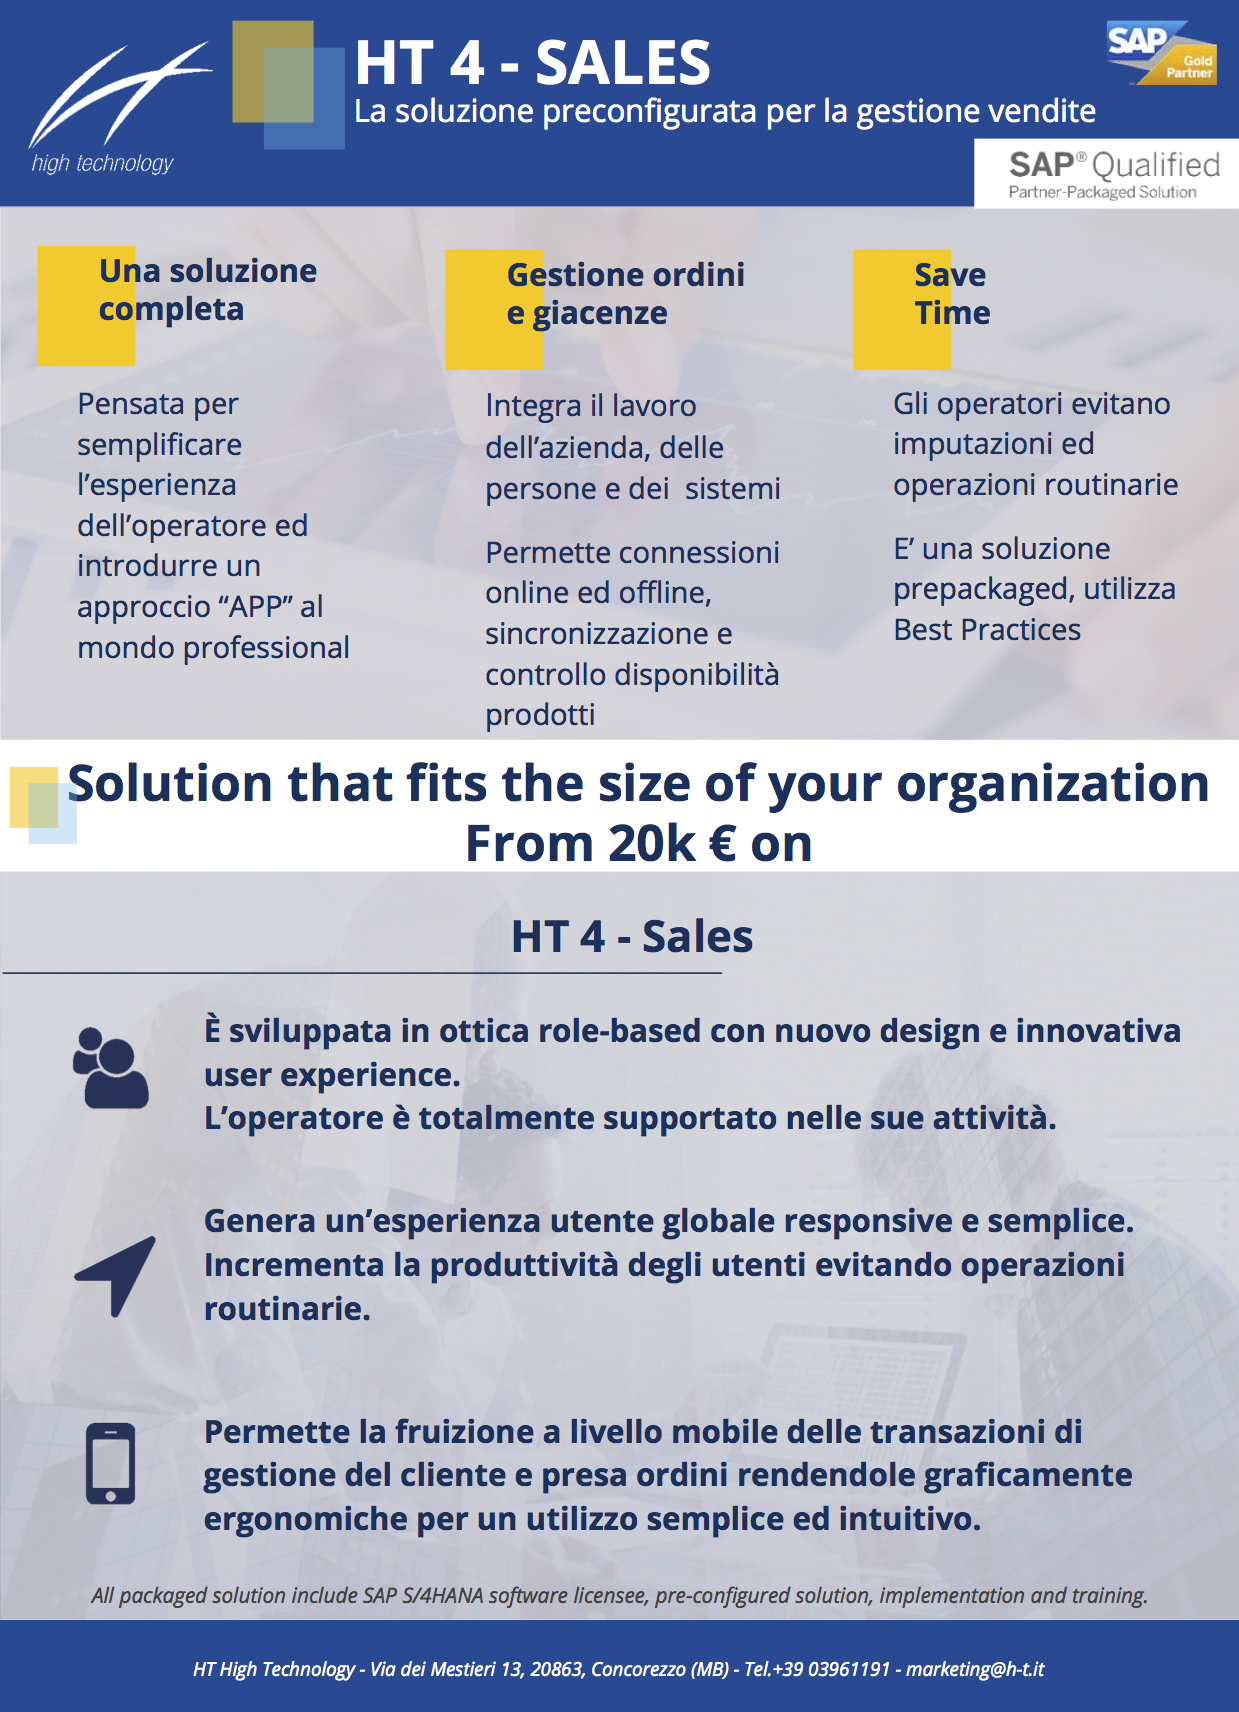 high technology
HT 4 - SALES
La soluzione preconfigurata per la gestione vendite
SAP
Gold
Partner
SAP® Qualified
Partner-Packaged Solution
Una soluzione
completa
Pensata per
semplificare
l’esperienza
dell’operatore ed
introdurre un
approccio “APP” al
mondo professional
Gestione ordini
e giacenze
Integra il lavoro
dell’azienda, delle
persone e dei  sistemi
Permette connessioni
online ed offline,
sincronizzazione e
controllo disponibilità
prodotti
Save
Time
Gli operatori evitano
imputazioni ed
operazioni routinarie
E’ una soluzione
prepackaged, utilizza
Best Practices
Solution that fits the size of your organization
From 20k € on
HT 4 - Sales
È sviluppata in ottica role-based con nuovo design e innovativa
user experience.
L’operatore è totalmente supportato nelle sue attività.
Genera un’esperienza utente globale responsive e semplice.
Incrementa la produttività degli utenti evitando operazioni
routinarie.
Permette la fruizione a livello mobile delle transazioni di
gestione del cliente e presa ordini rendendole graficamente
ergonomiche per un utilizzo semplice ed intuitivo.
All packaged solution include SAP S/4HANA software licensee, pre-configured solution, implementation and training.
HT High Technology - Via dei Mestieri 13, 20863, Concorezzo (MB) - Tel.+39 03961191 - marketing@h-t.it